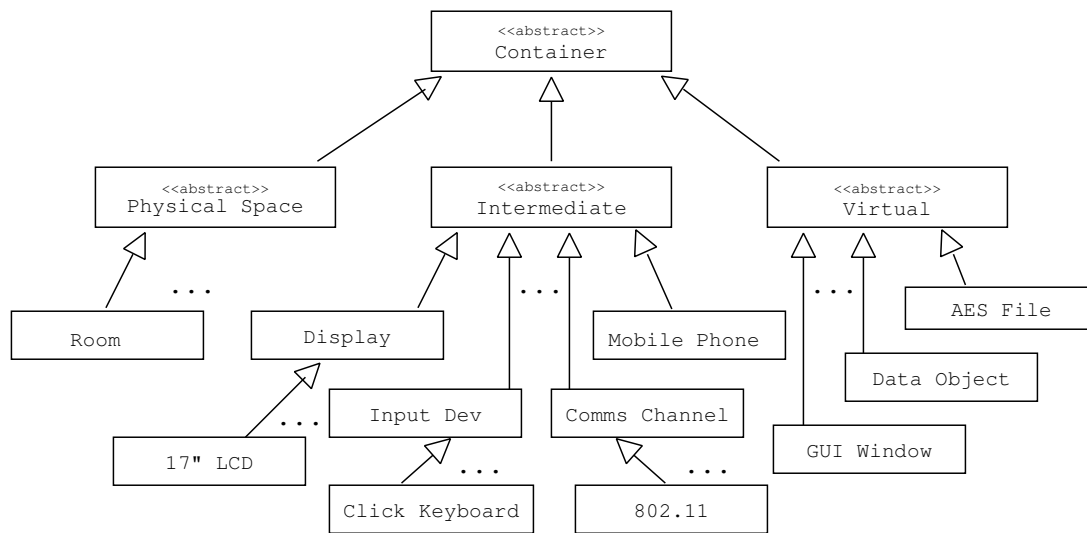 <<abstract>>
Container
<<abstract>>
Physical Space
<<abstract>>
Intermediate
<<abstract>>
Virtual
...
...
...
AES File
Room
Display
Mobile Phone
Data Object
...
Input Dev
Comms Channel
GUI Window
17" LCD
...
...
Click Keyboard
802.11